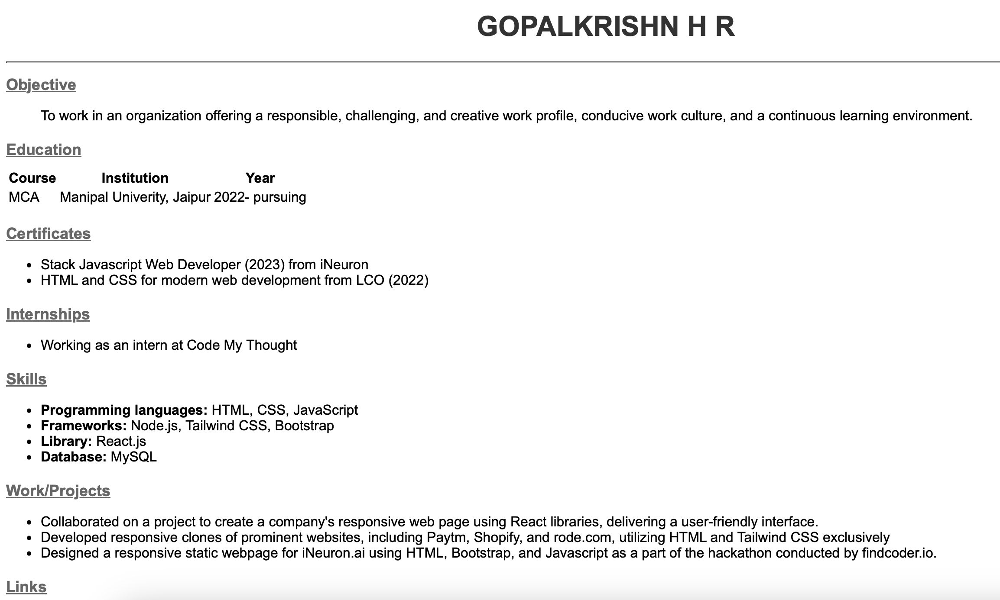 GOPALKRISHN H R
Objective
To work in an organization offering a responsible, challenging, and creative work profile, conducive work culture, and a continuous learning environment.
Education
Course Institution Year
MCA Manipal Univerity, Jaipur 2022- pursuing
Certificates
• Stack Javascript Web Developer (2023) from iNeuron
• HTML and CSS for modern web development from LCO (2022)
Internships
• Working as an intern at Code My Thought
Skills
• Programming languages: HTML, CSS, JavaScript
• Frameworks: Node.js, Tailwind CSS, Bootstrap
• Library: React.js
• Database: MySQL
Work/Projects
• Collaborated on a project to create a company's responsive web page using React libraries, delivering a user-friendly interface.
• Developed responsive clones of prominent websites, including Paytm, Shopify, and rode.com, utilizing HTML and Tailwind CSS exclusively
• Designed a responsive static webpage for iNeuron.ai using HTML, Bootstrap, and Javascript as a part of the hackathon conducted by findcoder.io.
Links